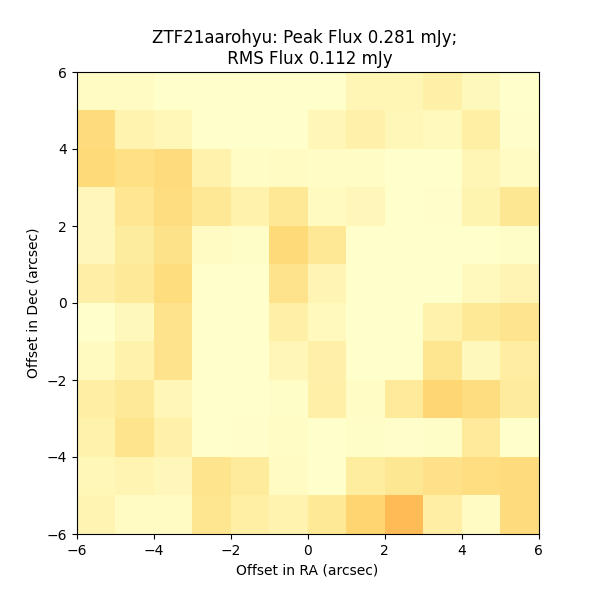 ZTF21aarohyu: Peak Flux 0.281 mJy;
RMS Flux 0.112 mJy
6
4
2
0
−2
−4
−6
Offset in Dec (arcsec)
−6 −4 −2 0 2 4 6
Offset in RA (arcsec)